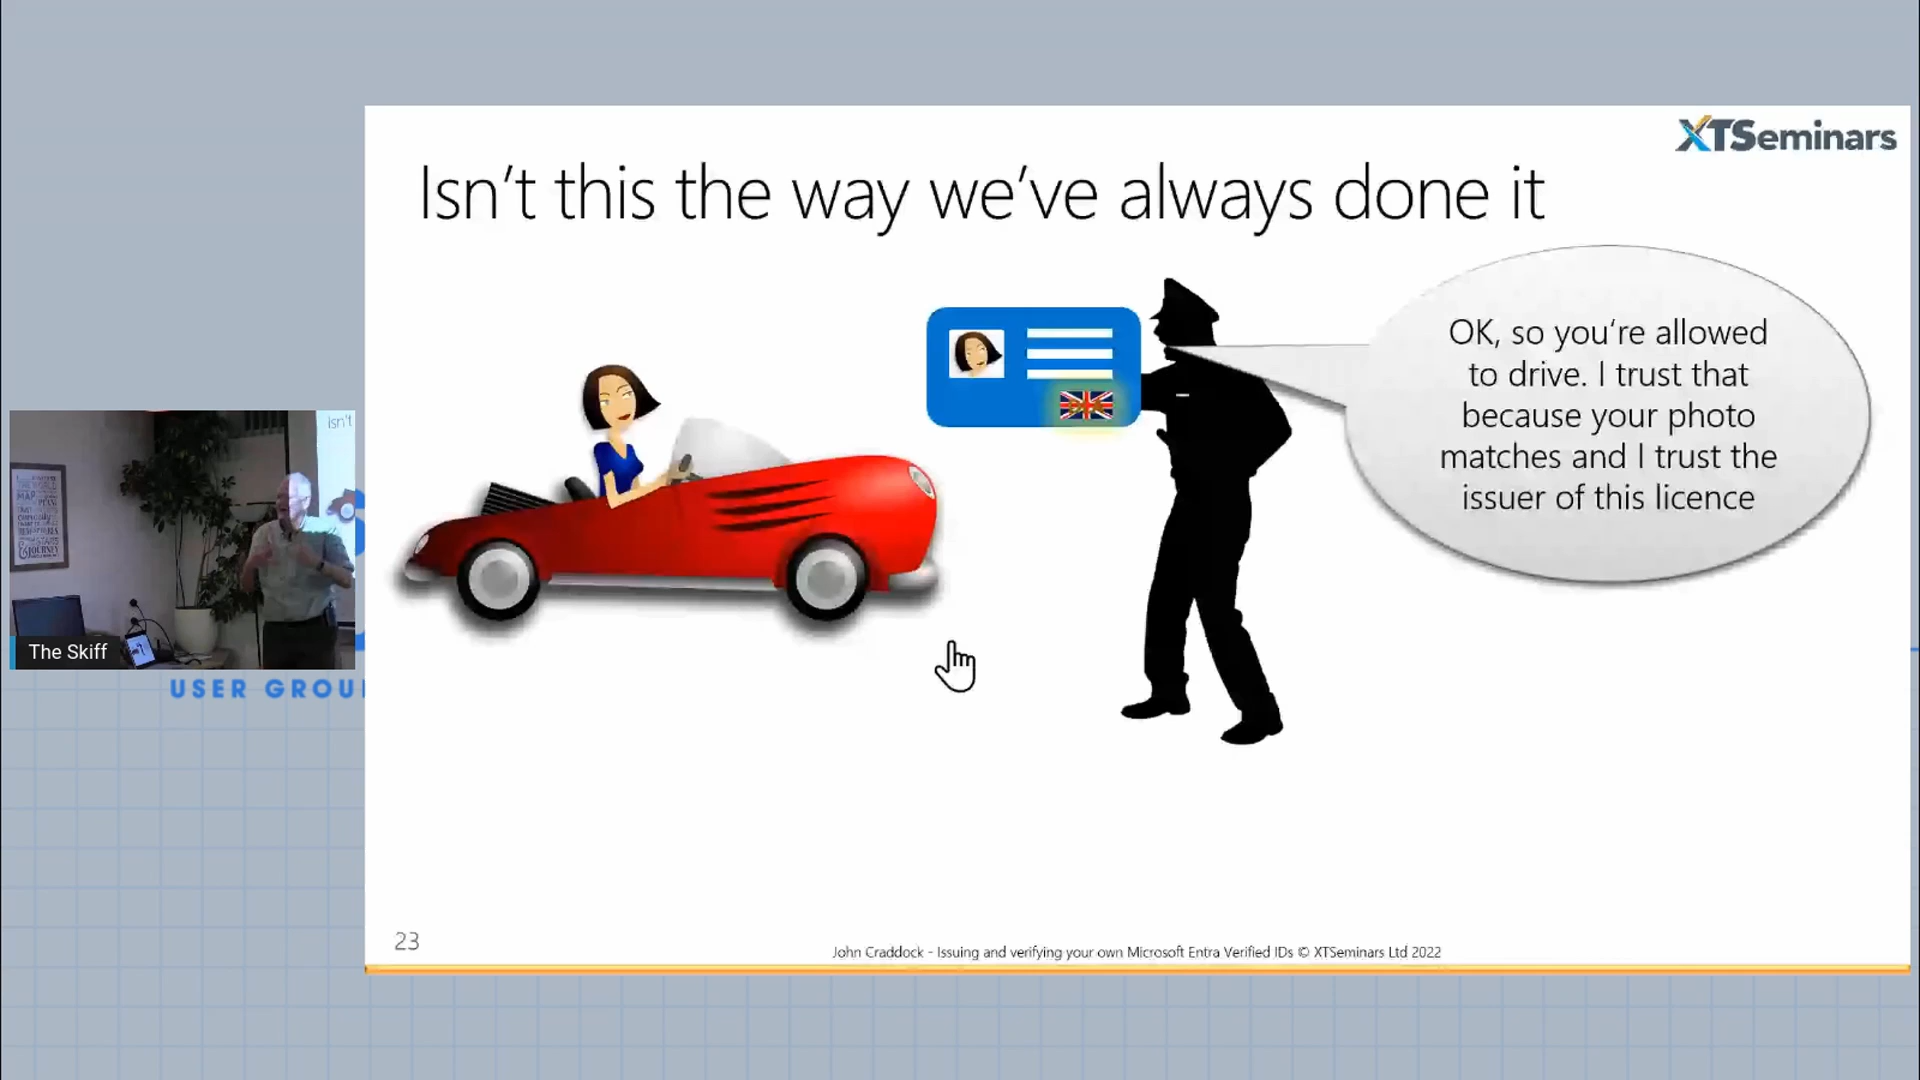 XTSeminars
Isn't this the way we've always done it
OK, so you're allowed
to drive. I trust that
because your photo
matches and I trust the
issuer of this licence
isn't
MAP
& JOURNEY
The Skiff
USER GROU
23
John Craddock - Issuing and verifying your own Microsoft Entra Verified IDs © XTSeminars Ltd 2022